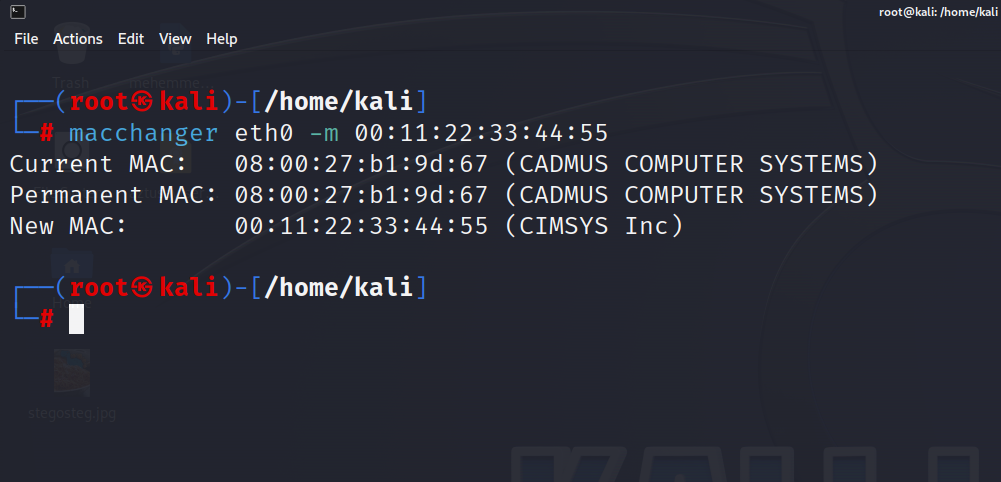 root@kali: /home/kali
File Actions Edit View Help
Trash
┌──(root㉿kali)-[/home/kali]
└─# macchanger eth0 -m 00:11:22:33:44:55
Current MAC:   08:00:27:b1:9d:67 (CADMUS COMPUTER SYSTEMS)
Permanent MAC: 08:00:27:b1:9d:67 (CADMUS COMPUTER SYSTEMS)
New MAC:       00:11:22:33:44:55 (CIMSYS Inc)
┌──(root㉿kali)-[/home/kali]
└─#
stegosteg.jpg
KALI